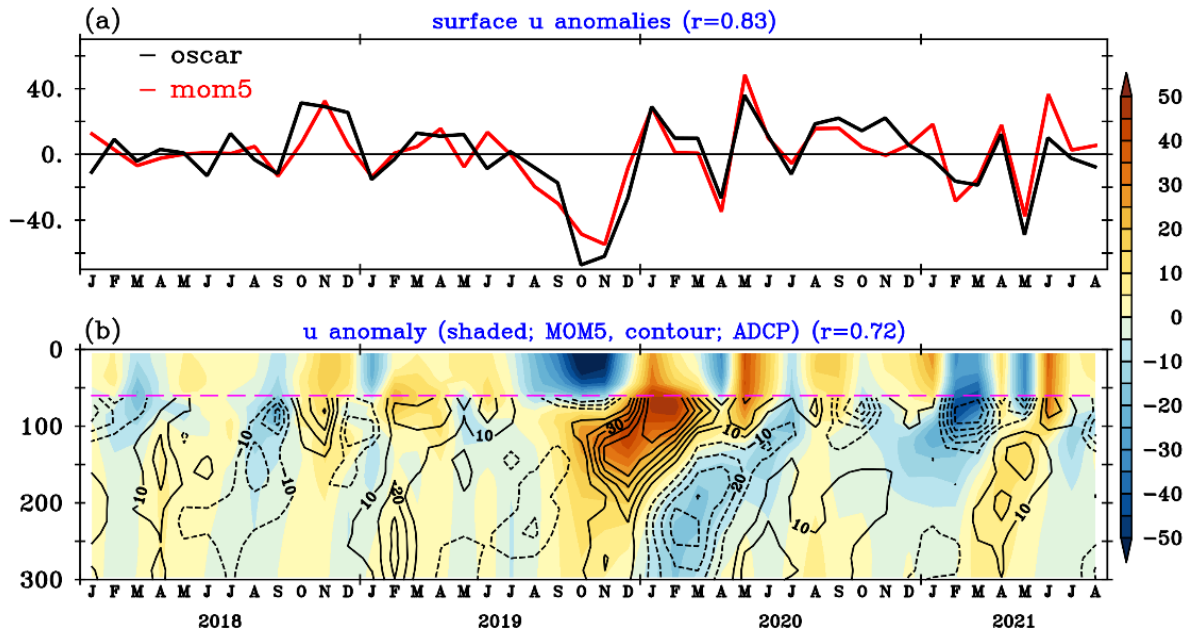 (a) surface u anomalies (r=0.83)
— oscar
— mom5
40.
0.
−40.
J F M A M J J A S O N D J F M A M J J A S O N D J F M A M J J A S O N D J F M A M J J A
(b) u anomaly (shaded; MOM5, contour; ADCP) (r=0.72)
0
100
200
300
10 10 10 20 10 10 30 10 10 20 10 10
J F M A M J J A S O N D J F M A M J J A S O N D J F M A M J J A S O N D J F M A M J J A
2018 2019 2020 2021
50
40
30
20
10
0
−10
−20
−30
−40
−50